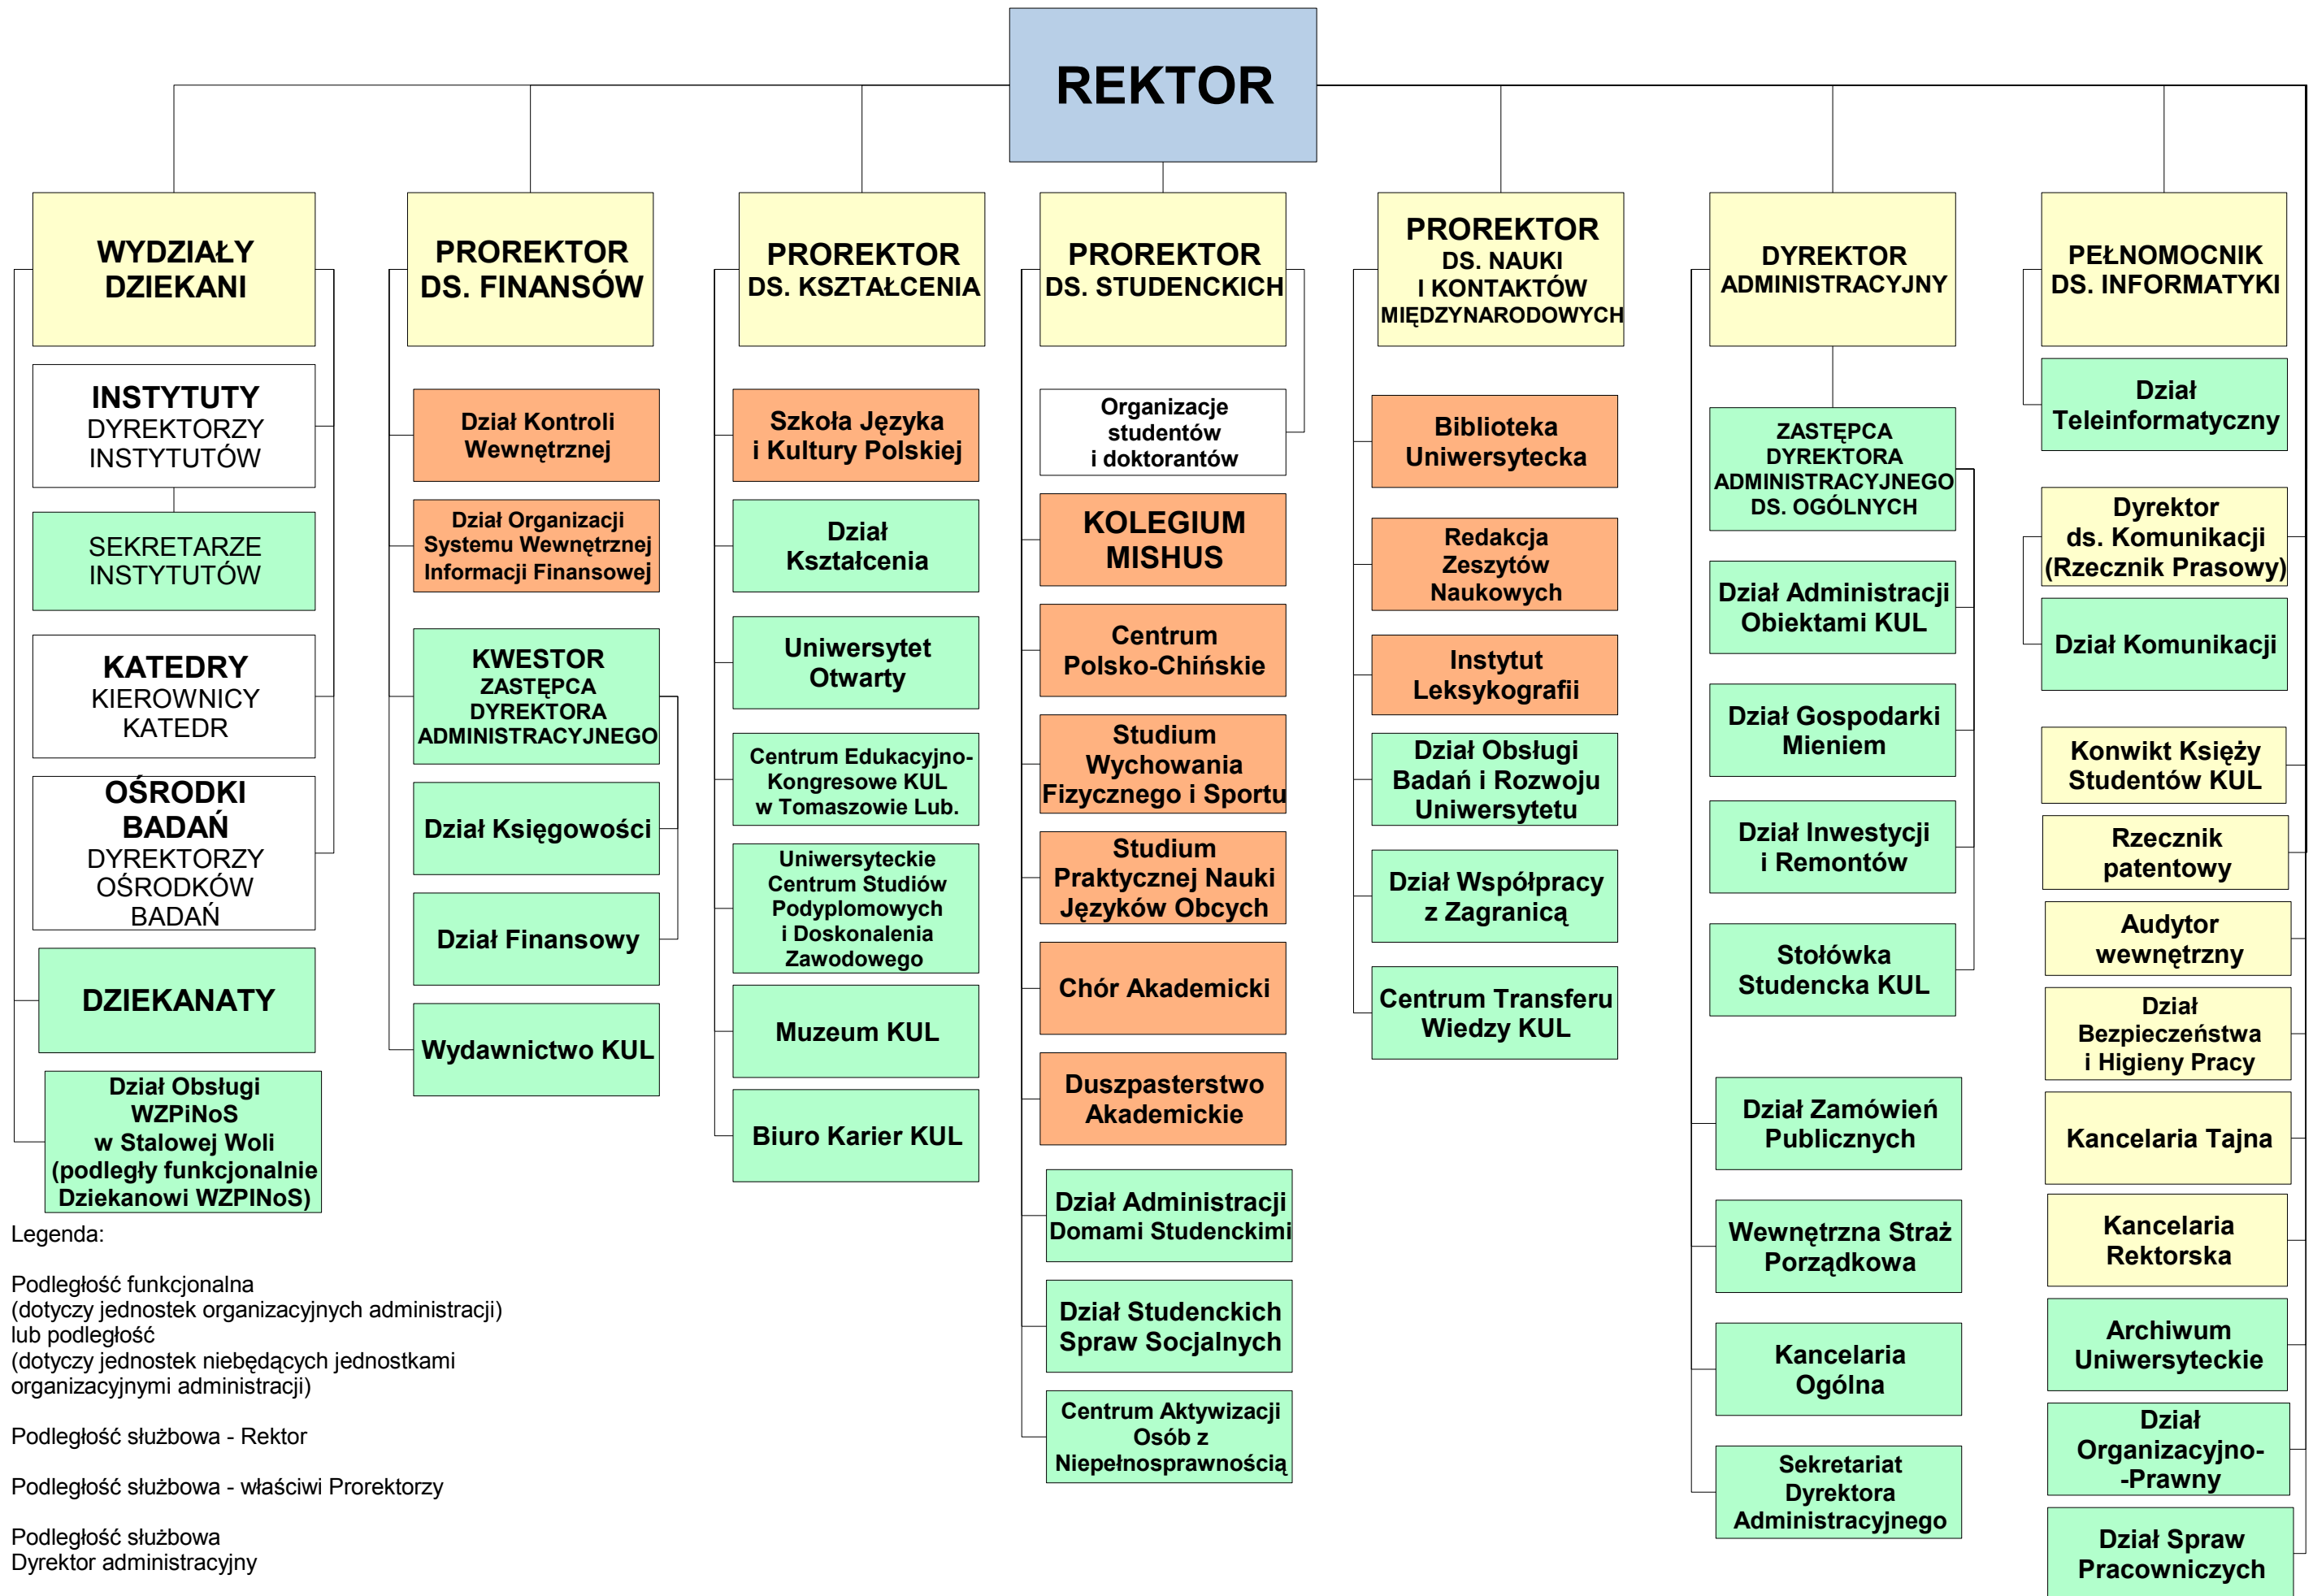 REKTOR
WYDZIAŁY
DZIEKANI
INSTYTUTY
DYREKTORZY
INSTYTUTÓW
SEKRETARZE
INSTYTUTÓW
KATEDRY
KIEROWNICY
KATEDR
OŚRODKI
BADAŃ
DYREKTORZY
OŚRODKÓW
BADAŃ
DZIEKANATY
Dział Obsługi
WZPiNoS
w Stalowej Woli
(podległy funkcjonalnie
Dziekanowi WZPINoS)
PROREKTOR
DS. FINANSÓW
Dział Kontroli
Wewnętrznej
Dział Organizacji
Systemu Wewnętrznej
Informacji Finansowej
KWESTOR
ZASTĘPCA
DYREKTORA
ADMINISTRACYJNEGO
Dział Księgowości
Dział Finansowy
Wydawnictwo KUL
PROREKTOR
DS. KSZTAŁCENIA
Szkoła Języka
i Kultury Polskiej
Dział
Kształcenia
Uniwersytet
Otwarty
Centrum Edukacyjno-
Kongresowe KUL
w Tomaszowie Lub.
Uniwersyteckie
Centrum Studiów
Podyplomowych
i Doskonalenia
Zawodowego
Muzeum KUL
Biuro Karier KUL
PROREKTOR
DS. STUDENCKICH
Organizacje
studentów
i doktorantów
KOLEGIUM
MISHUS
Centrum
Polsko-Chińskie
Studium
Wychowania
Fizycznego i Sportu
Studium
Praktycznej Nauki
Języków Obcych
Chór Akademicki
Duszpasterstwo
Akademickie
Dział Administracji
Domami Studenckimi
Dział Studenckich
Spraw Socjalnych
Centrum Aktywizacji
Osób z
Niepełnosprawnością
PROREKTOR
DS. NAUKI
I KONTAKTÓW
MIĘDZYNARODOWYCH
Biblioteka
Uniwersytecka
Redakcja
Zeszytów
Naukowych
Instytut
Leksykografii
Dział Obsługi
Badań i Rozwoju
Uniwersytetu
Dział Współpracy
z Zagranicą
Centrum Transferu
Wiedzy KUL
DYREKTOR
ADMINISTRACYJNY
ZASTĘPCA
DYREKTORA
ADMINISTRACYJNEGO
DS. OGÓLNYCH
Dział Administracji
Obiektami KUL
Dział Gospodarki
Mieniem
Dział Inwestycji
i Remontów
Stołówka
Studencka KUL
Dział Zamówień
Publicznych
Wewnętrzna Straż
Porządkowa
Kancelaria
Ogólna
Sekretariat
Dyrektora
Administracyjnego
PEŁNOMOCNIK
DS. INFORMATYKI
Dział
Teleinformatyczny
Dyrektor
ds. Komunikacji
(Rzecznik Prasowy)
Dział Komunikacji
Konwikt Księży
Studentów KUL
Rzecznik
patentowy
Audytor
wewnętrzny
Dział
Bezpieczeństwa
i Higieny Pracy
Kancelaria Tajna
Kancelaria
Rektorska
Archiwum
Uniwersyteckie
Dział
Organizacyjno-
-Prawny
Dział Spraw
Pracowniczych
Legenda:
Podległość funkcjonalna
(dotyczy jednostek organizacyjnych administracji)
lub podległość
(dotyczy jednostek niebędących jednostkami
organizacyjnymi administracji)
Podległość służbowa - Rektor
Podległość służbowa - właściwi Prorektorzy
Podległość służbowa
Dyrektor administracyjny